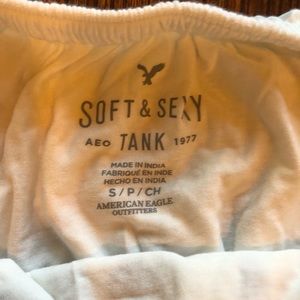 SOFT & SEXY
AEO TANK 1977
MADE IN INDIA
FABRIQUÉ EN INDE
HECHO EN INDIA
S / P / CH
AMERICAN EAGLE
OUTFITTERS